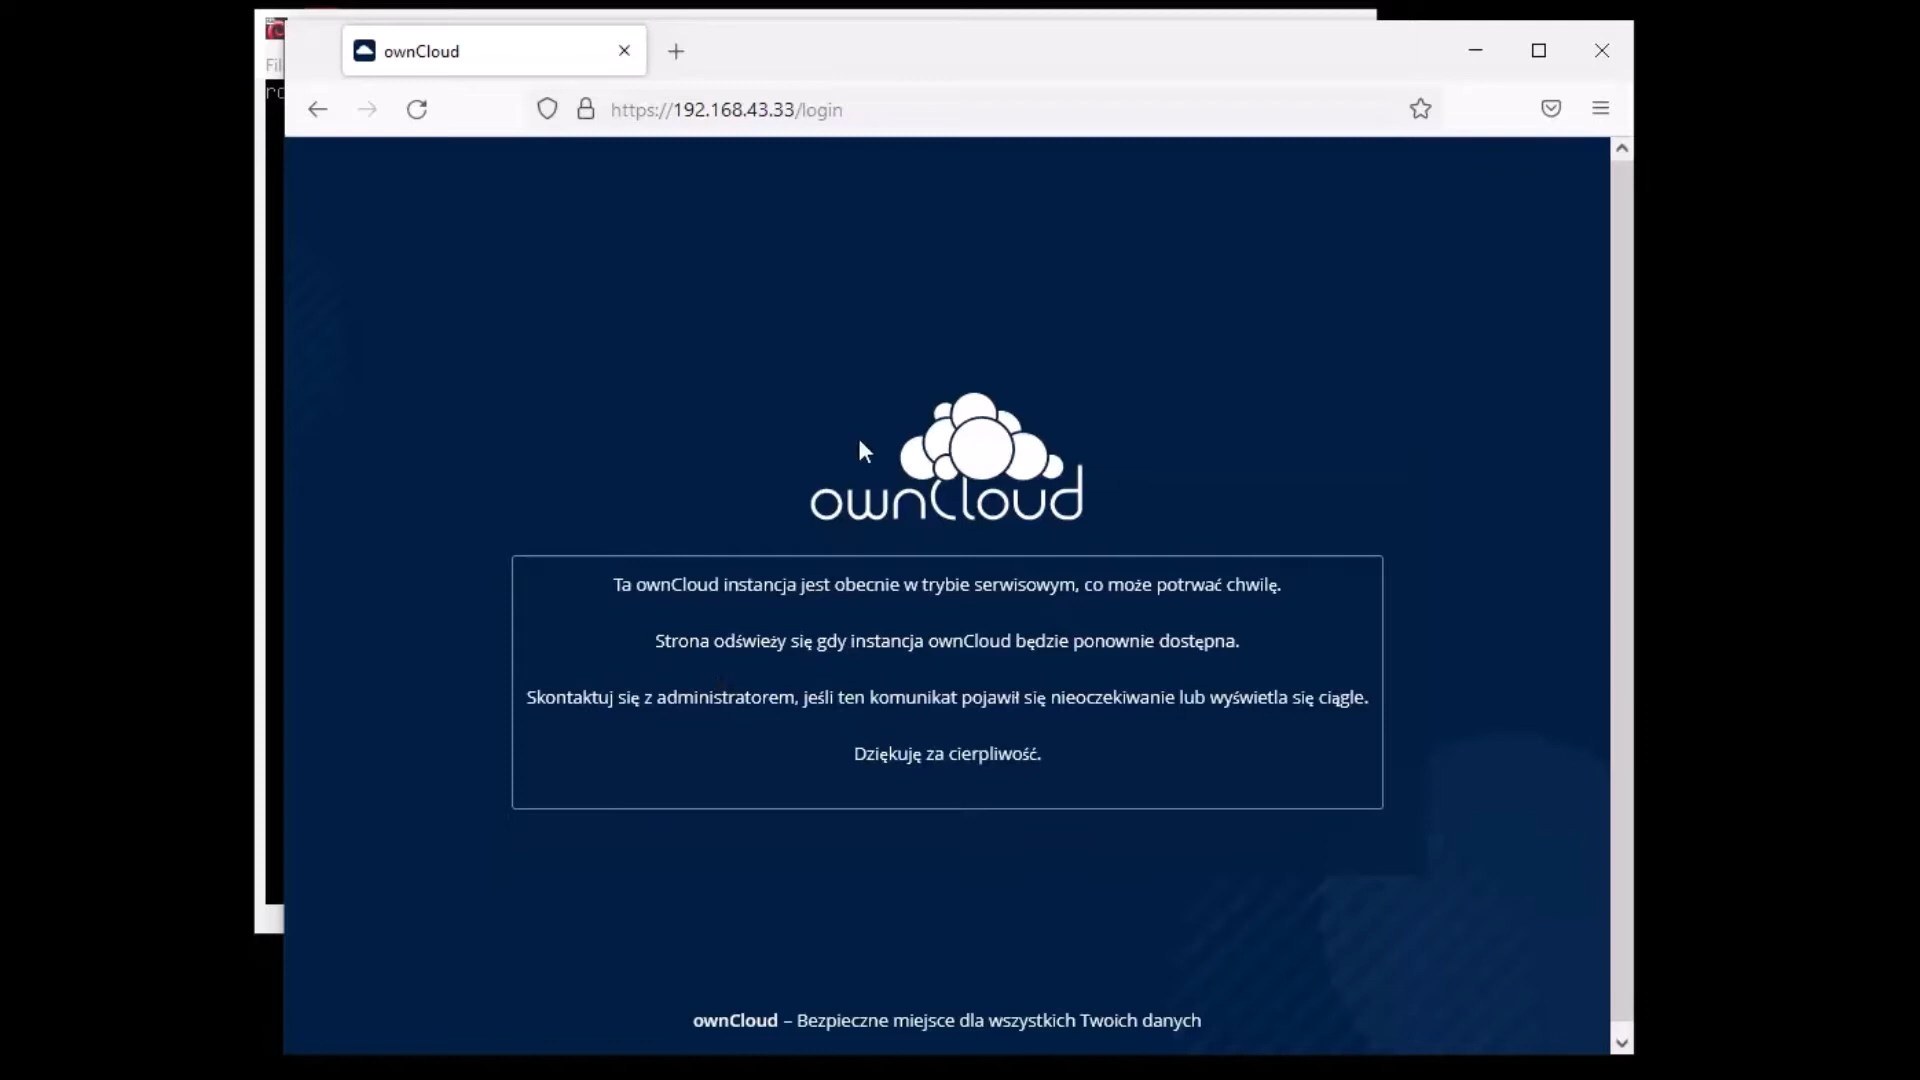 ownCloud
Fil
https://192.168.43.33/login
ownCloud
Ta ownCloud instancja jest obecnie w trybie serwisowym, co może potrwać chwilę.
Strona odświeży się gdy instancja ownCloud będzie ponownie dostępna.
Skontaktuj się z administratorem, jeśli ten komunikat pojawił się nieoczekiwanie lub wyświetla się ciągle.
Dziękuję za cierpliwość.
ownCloud – Bezpieczne miejsce dla wszystkich Twoich danych